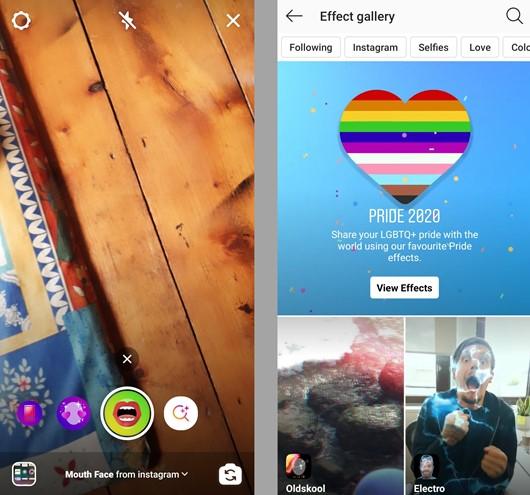 Mouth Face from instagram
Effect gallery
Following
Instagram
Selfies
Love
Colo
PRIDE 2020
Share your LGBTQ+ pride with the
world using our favourite Pride
effects.
View Effects
Oldskool
Electro